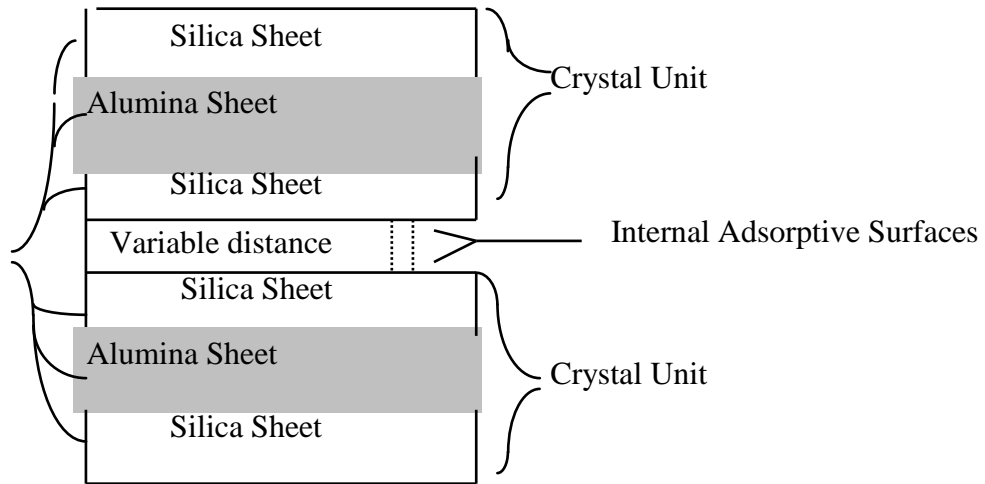 Silica Sheet
Crystal Unit
Alumina Sheet
Silica Sheet
Variable distance
Internal Adsorptive Surfaces
Silica Sheet
Alumina Sheet
Crystal Unit
Silica Sheet